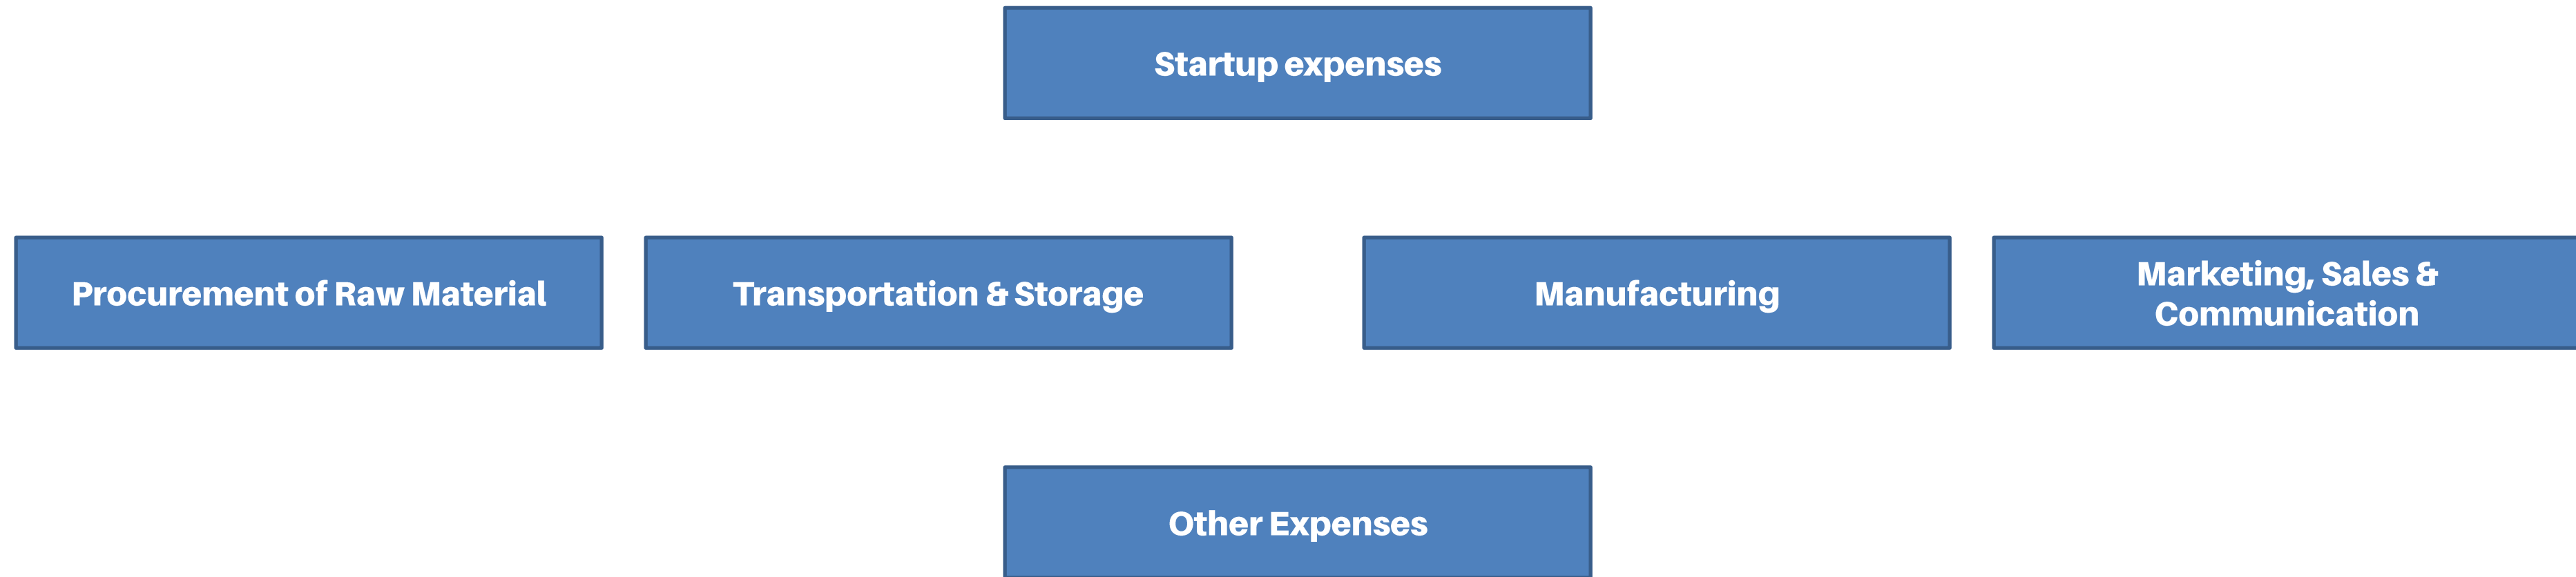 Startup expenses
Procurement of Raw Material
Transportation & Storage
Manufacturing
Marketing, Sales &
Communication
Other Expenses